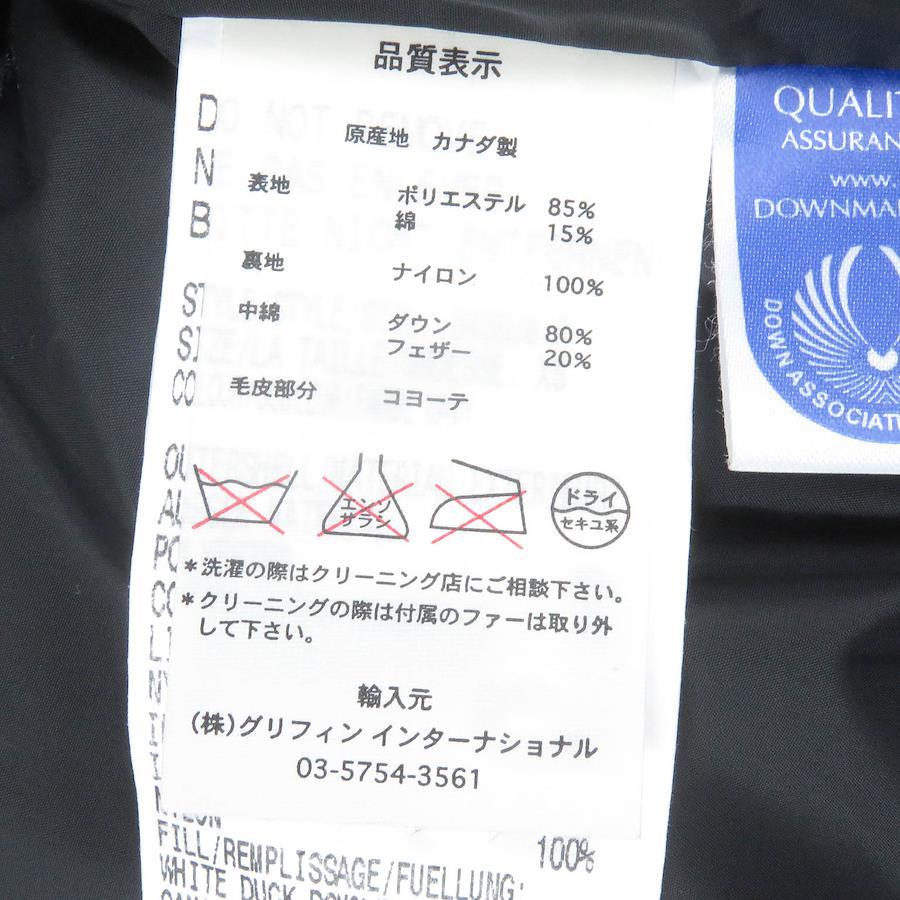 品質表示
原産地 カナダ製
表地 ポリエステル 85%
綿 15%
裏地 ナイロン 100%
中綿 ダウン 80%
フェザー 20%
毛皮部分 コヨーテ
エンソ
サラシ
ドライ
セキユ系
*洗濯の際はクリーニング店にご相談下さい。
*クリーニングの際は付属のファーは取り外
して下さい。
輸入元
(株)グリフィン インターナショナル
03-5754-3561
100%
FILL/REMPLISSAGE/FUELLUNG:
WHITE DUCK
QUALIT
ASSURAN
www.
DOWNMA
DOWN ASSOCIAT